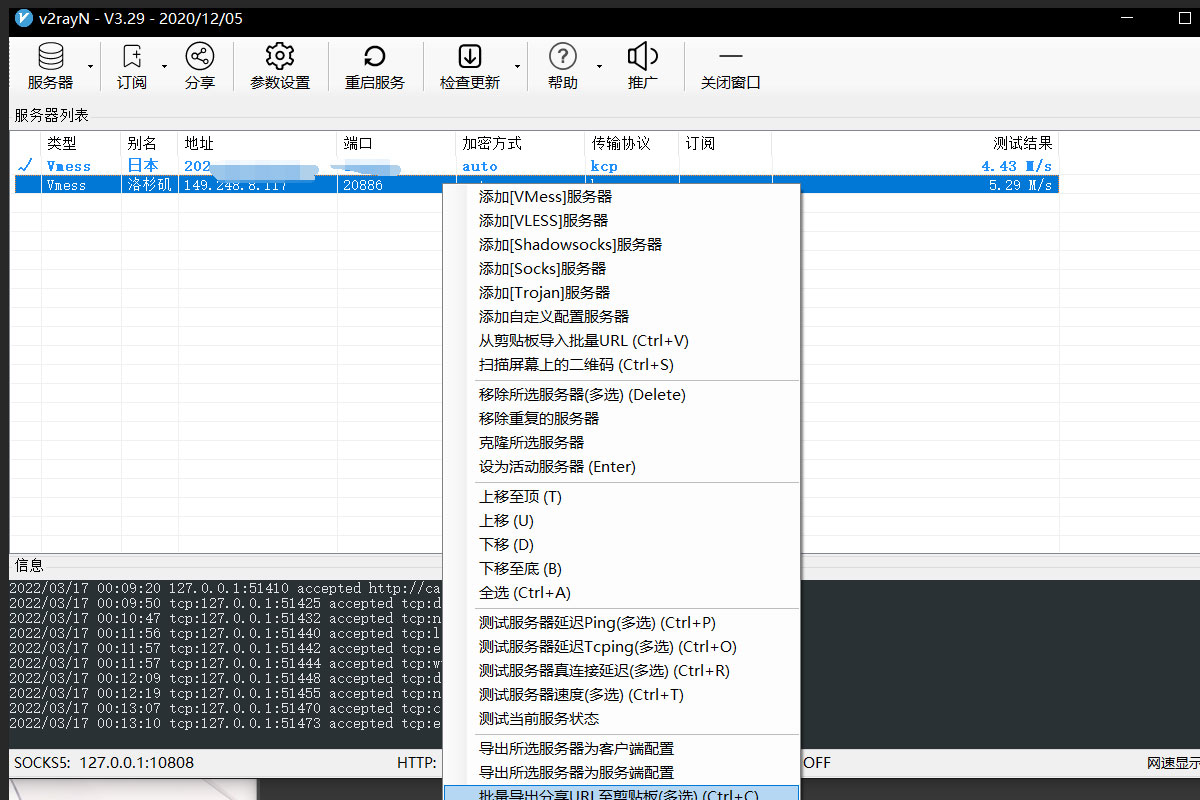 v2rayN - V3.29 - 2020/12/05
服务器 订阅 分享 参数设置 重启服务 检查更新 帮助 推广 关闭窗口
服务器列表
类型 别名 地址 端口 加密方式 传输协议 订阅 测试结果
Vmess 日本 202 auto kcp 4.43 M/s
Vmess 洛杉矶 149.248.8.117 20886 5.29 M/s
添加[VMess]服务器
添加[VLESS]服务器
添加[Shadowsocks]服务器
添加[Socks]服务器
添加[Trojan]服务器
添加自定义配置服务器
从剪贴板导入批量URL (Ctrl+V)
扫描屏幕上的二维码 (Ctrl+S)
移除所选服务器(多选) (Delete)
移除重复的服务器
克隆所选服务器
设为活动服务器 (Enter)
上移至顶 (T)
上移 (U)
下移 (D)
下移至底 (B)
全选 (Ctrl+A)
测试服务器延迟Ping(多选) (Ctrl+P)
测试服务器延迟Tcping(多选) (Ctrl+O)
测试服务器真连接延迟(多选) (Ctrl+R)
测试服务器速度(多选) (Ctrl+T)
测试当前服务状态
导出所选服务器为客户端配置
导出所选服务器为服务端配置
批量导出分享URL至剪贴板(多选) (Ctrl+C)
信息
2022/03/17 00:09:20 127.0.0.1:51410 accepted http://ca
2022/03/17 00:09:50 tcp:127.0.0.1:51425 accepted tcp:d
2022/03/17 00:10:47 tcp:127.0.0.1:51432 accepted tcp:n
2022/03/17 00:11:56 tcp:127.0.0.1:51440 accepted tcp:l
2022/03/17 00:11:57 tcp:127.0.0.1:51442 accepted tcp:e
2022/03/17 00:11:57 tcp:127.0.0.1:51444 accepted tcp:w
2022/03/17 00:12:09 tcp:127.0.0.1:51448 accepted tcp:d
2022/03/17 00:12:19 tcp:127.0.0.1:51455 accepted tcp:n
2022/03/17 00:13:07 tcp:127.0.0.1:51470 accepted tcp:c
2022/03/17 00:13:10 tcp:127.0.0.1:51473 accepted tcp:e
SOCKS5: 127.0.0.1:10808 HTTP: OFF 网速显示